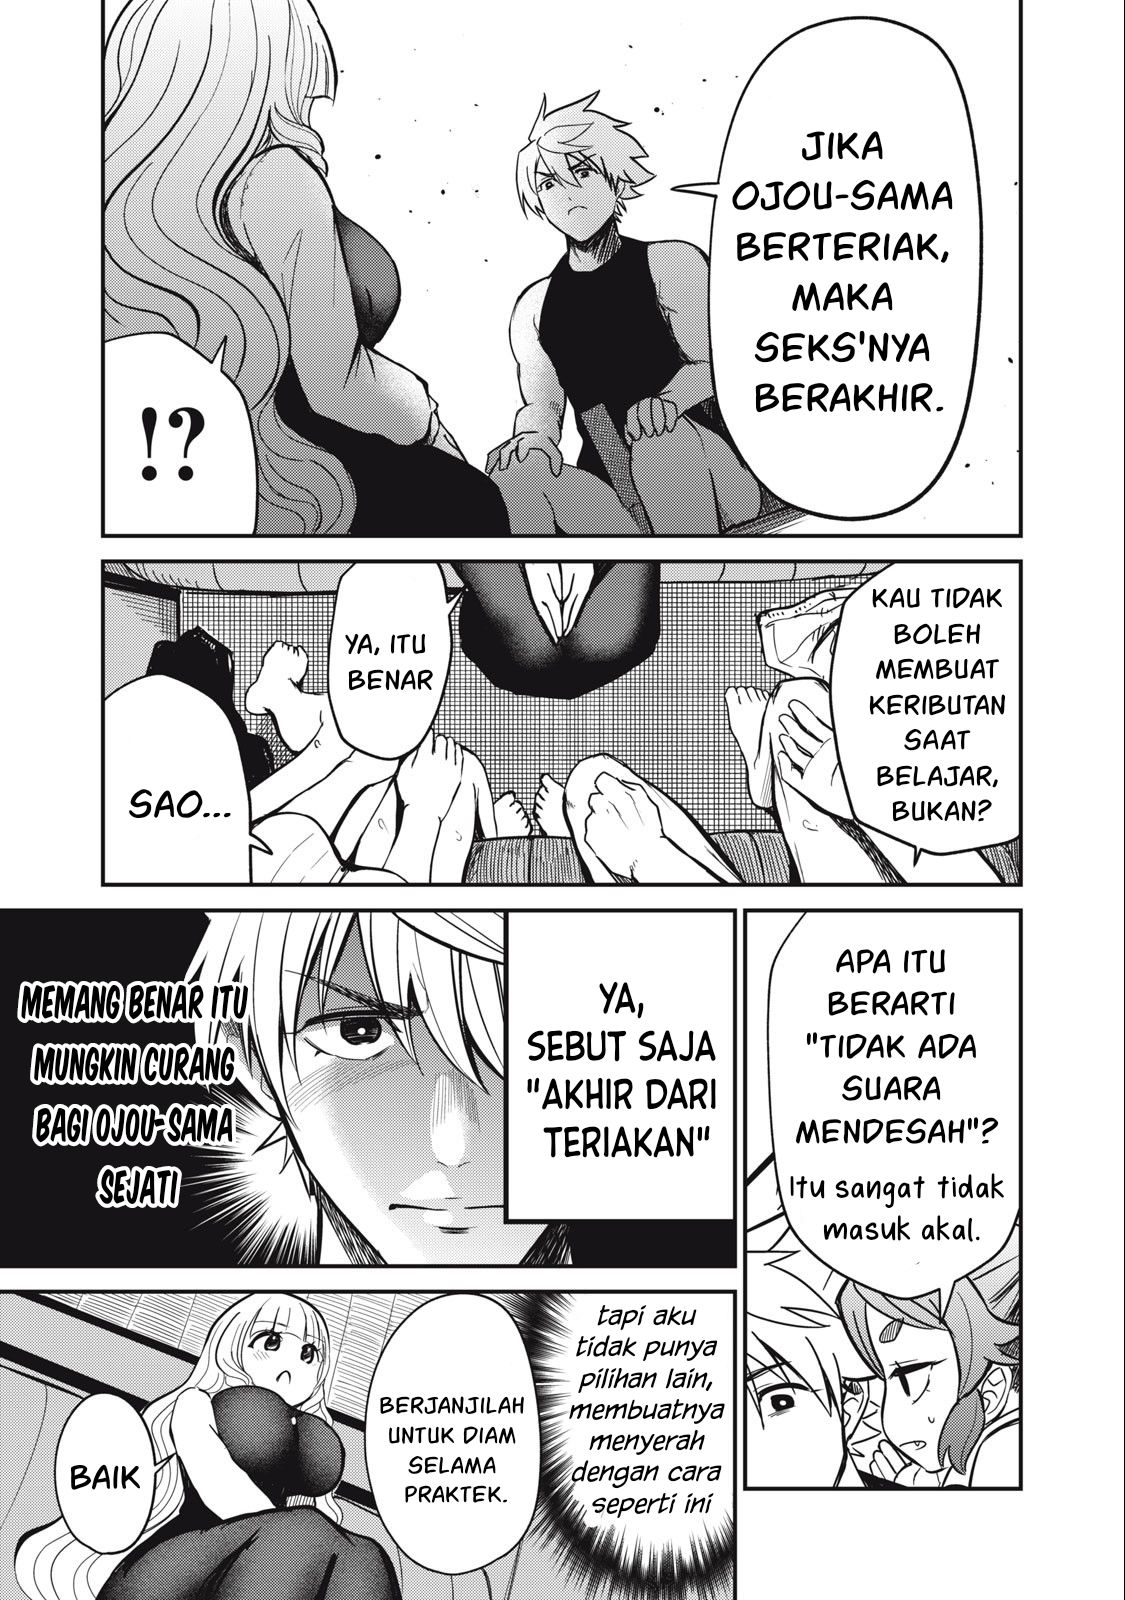 JIKA
OJOU-SAMA
BERTERIAK,
MAKA
SEKS'NYA
BERAKHIR.
!?
KAU TIDAK
BOLEH
MEMBUAT
KERIBUTAN
SAAT
BELAJAR,
BUKAN?
YA, ITU
BENAR
SAO...
APA ITU
BERARTI
"TIDAK ADA
SUARA
MENDESAH"?
Itu sangat tidak
masuk akal.
YA,
SEBUT SAJA
"AKHIR DARI
TERIAKAN"
MEMANG BENAR ITU
MUNGKIN CURANG
BAGI OJOU-SAMA
SEJATI
tapi aku
tidak punya
pilihan lain,
membuatnya
menyerah
dengan cara
seperti ini
BERJANJILAH
UNTUK DIAM
SELAMA
PRAKTEK.
BAIK